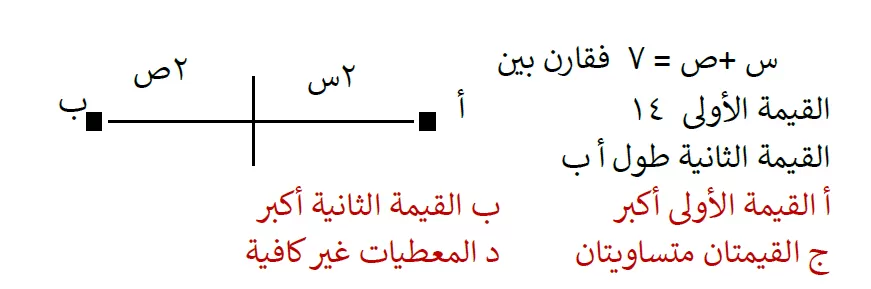 س +ص = ٧ فقارن بين
القيمة الأولى ١٤
القيمة الثانية طول أ ب
أ القيمة الأولى أكبر
ب القيمة الثانية أكبر
ج القيمتان متساويتان
د المعطيات غير كافية
أ
٢س
٢ص
ب